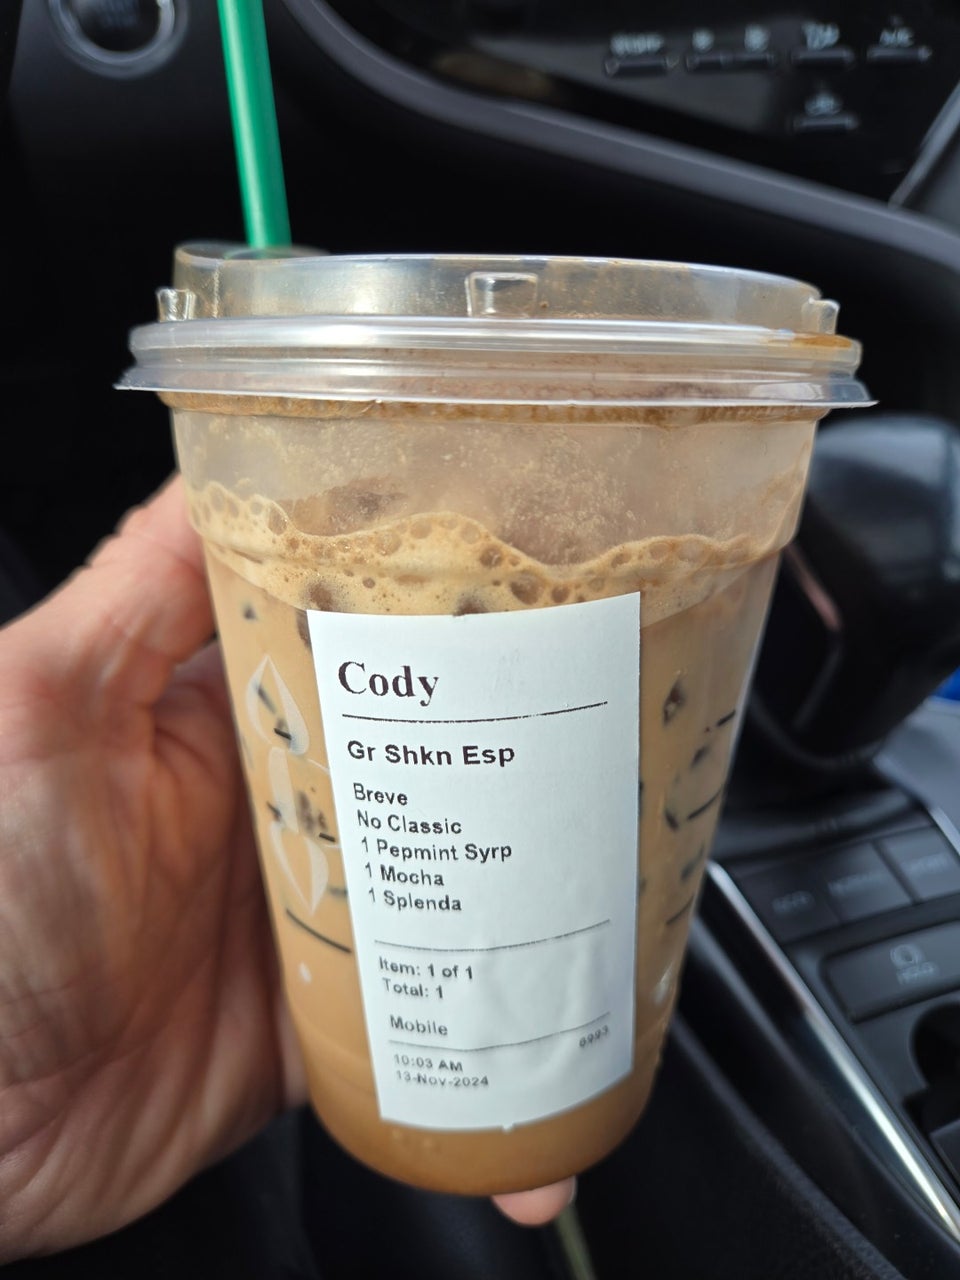 Cody
Gr Shkn Esp
Breve
No Classic
1 Pepmint Syrp
1 Mocha
1 Splenda
Item: 1 of 1
Total: 1
Mobile
6993
10:03 AM
13-Nov-2024